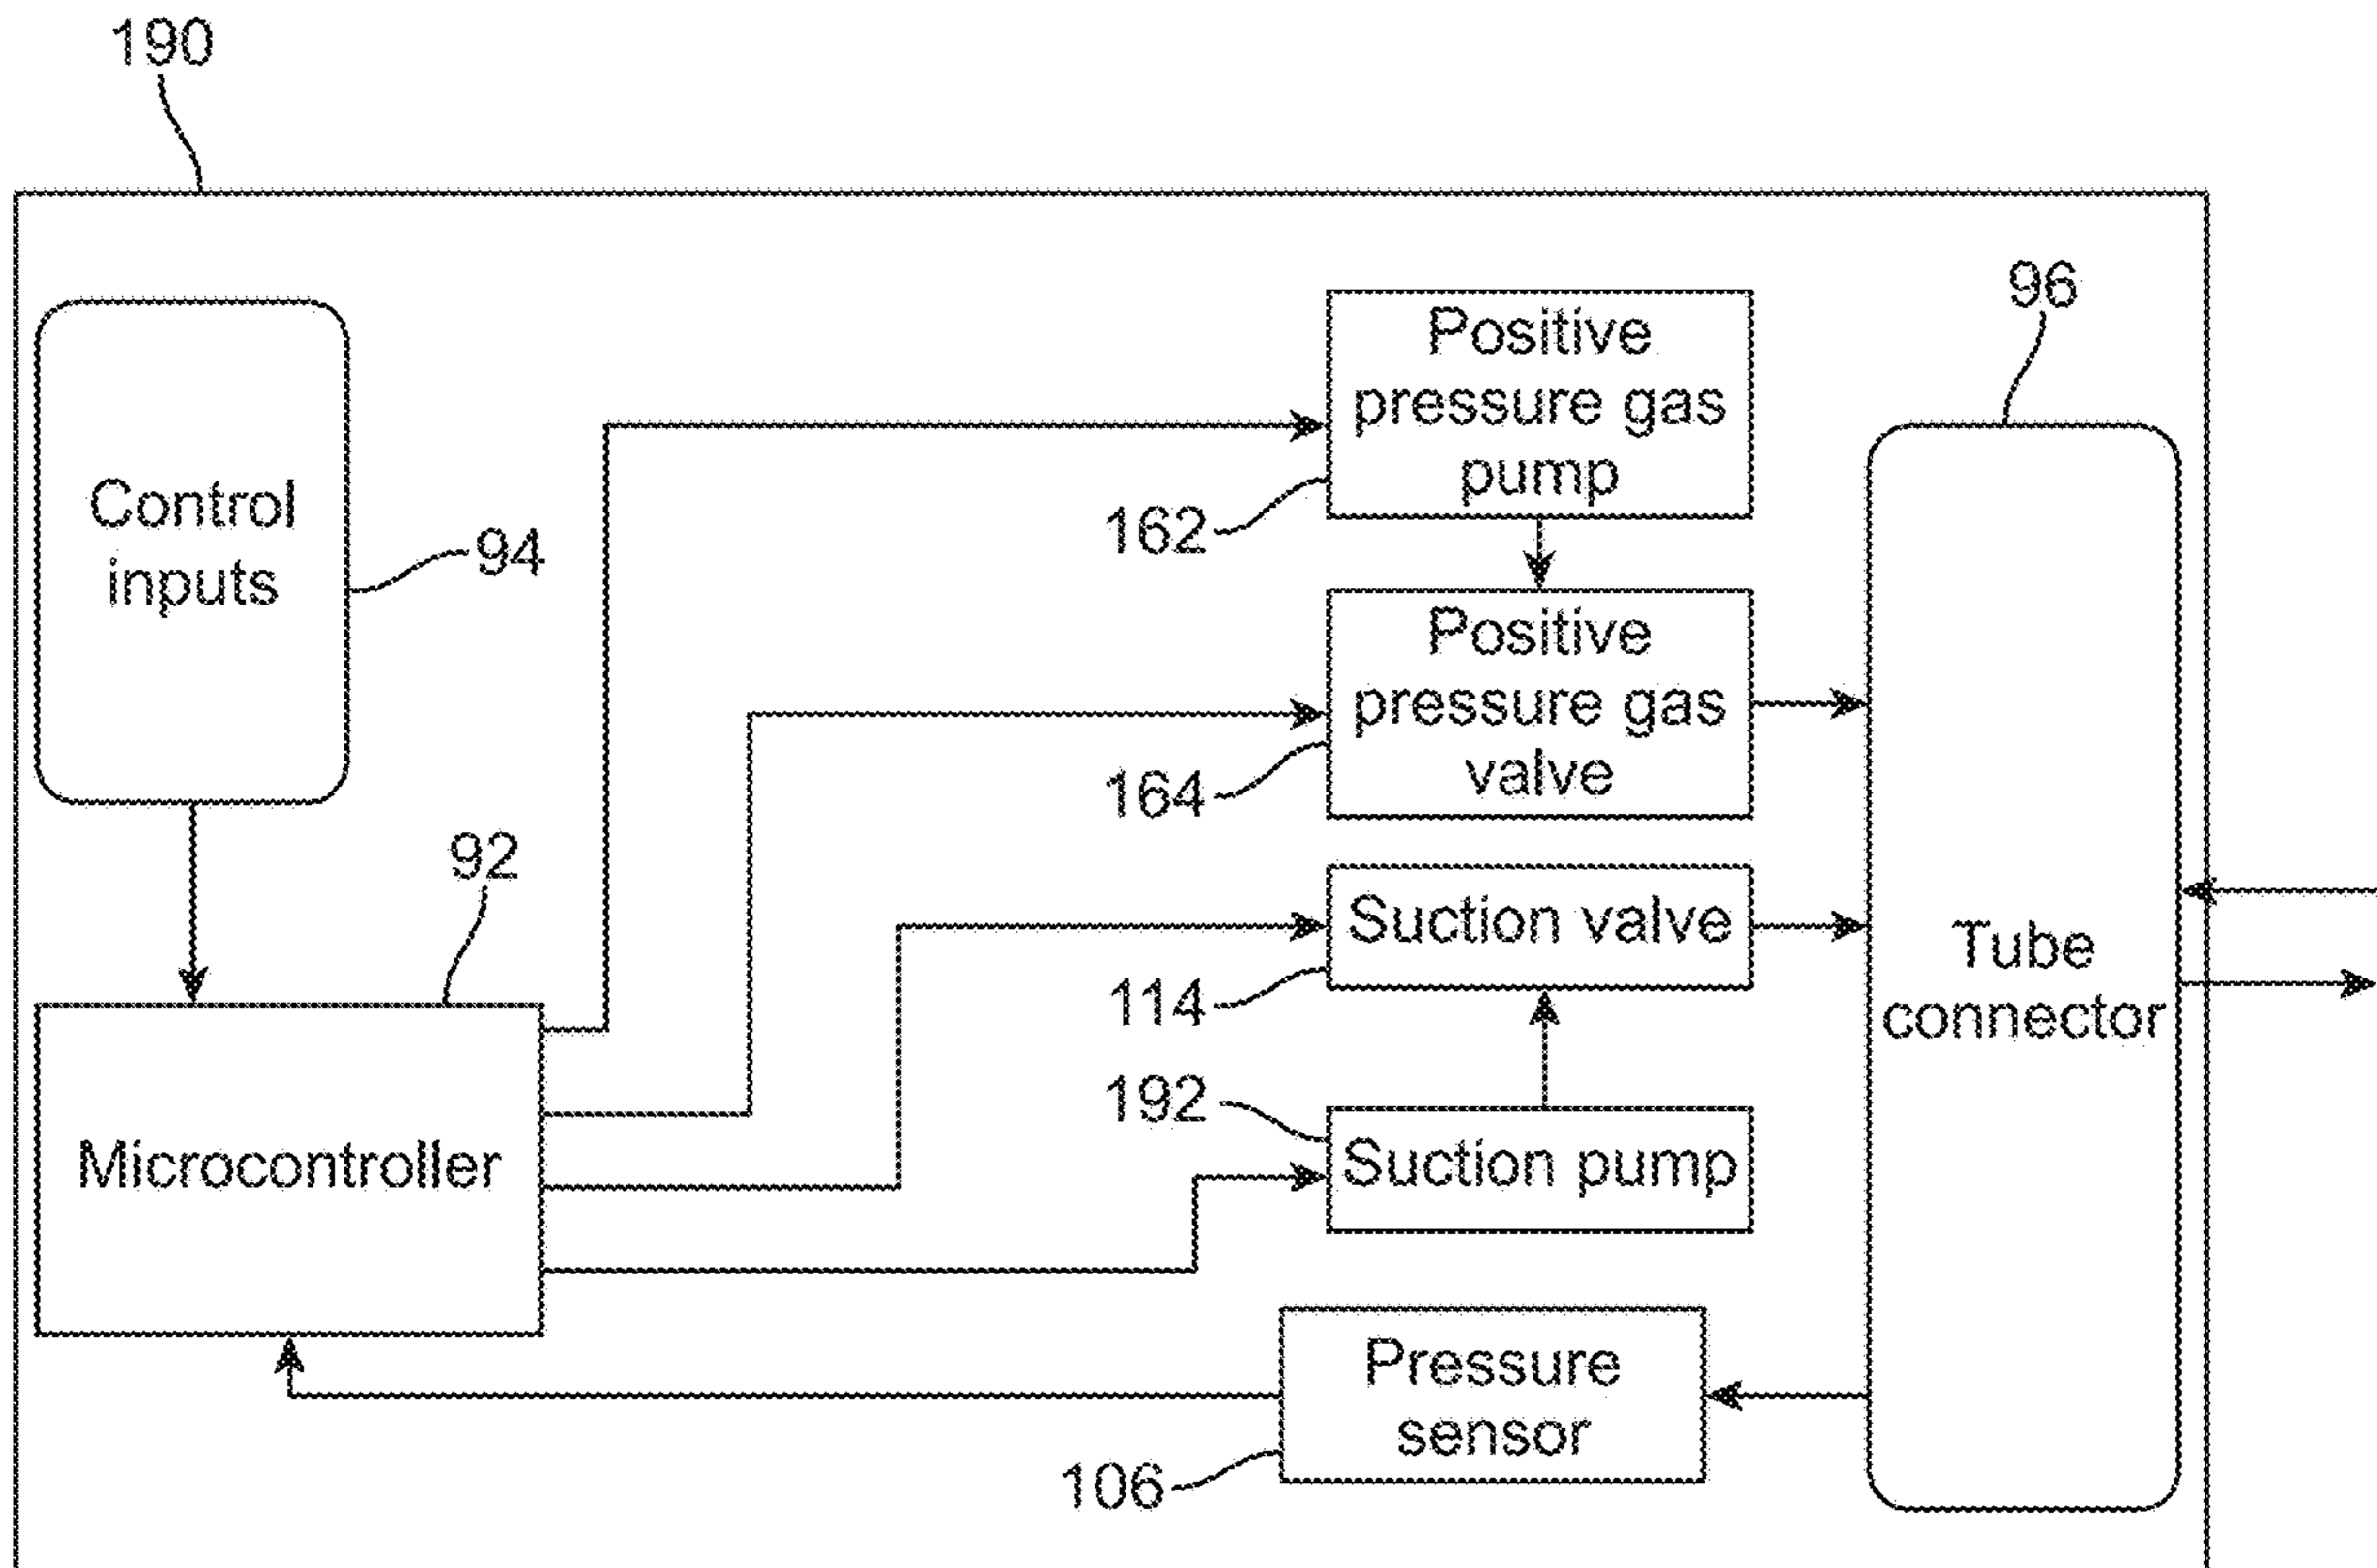 190
96
Positive
pressure gas
pump
162
Control
inputs
94
Positive
pressure gas
valve
164
92
Suction valve
114
Tube
connector
192
Suction pump
Microcontroller
Pressure
sensor
106